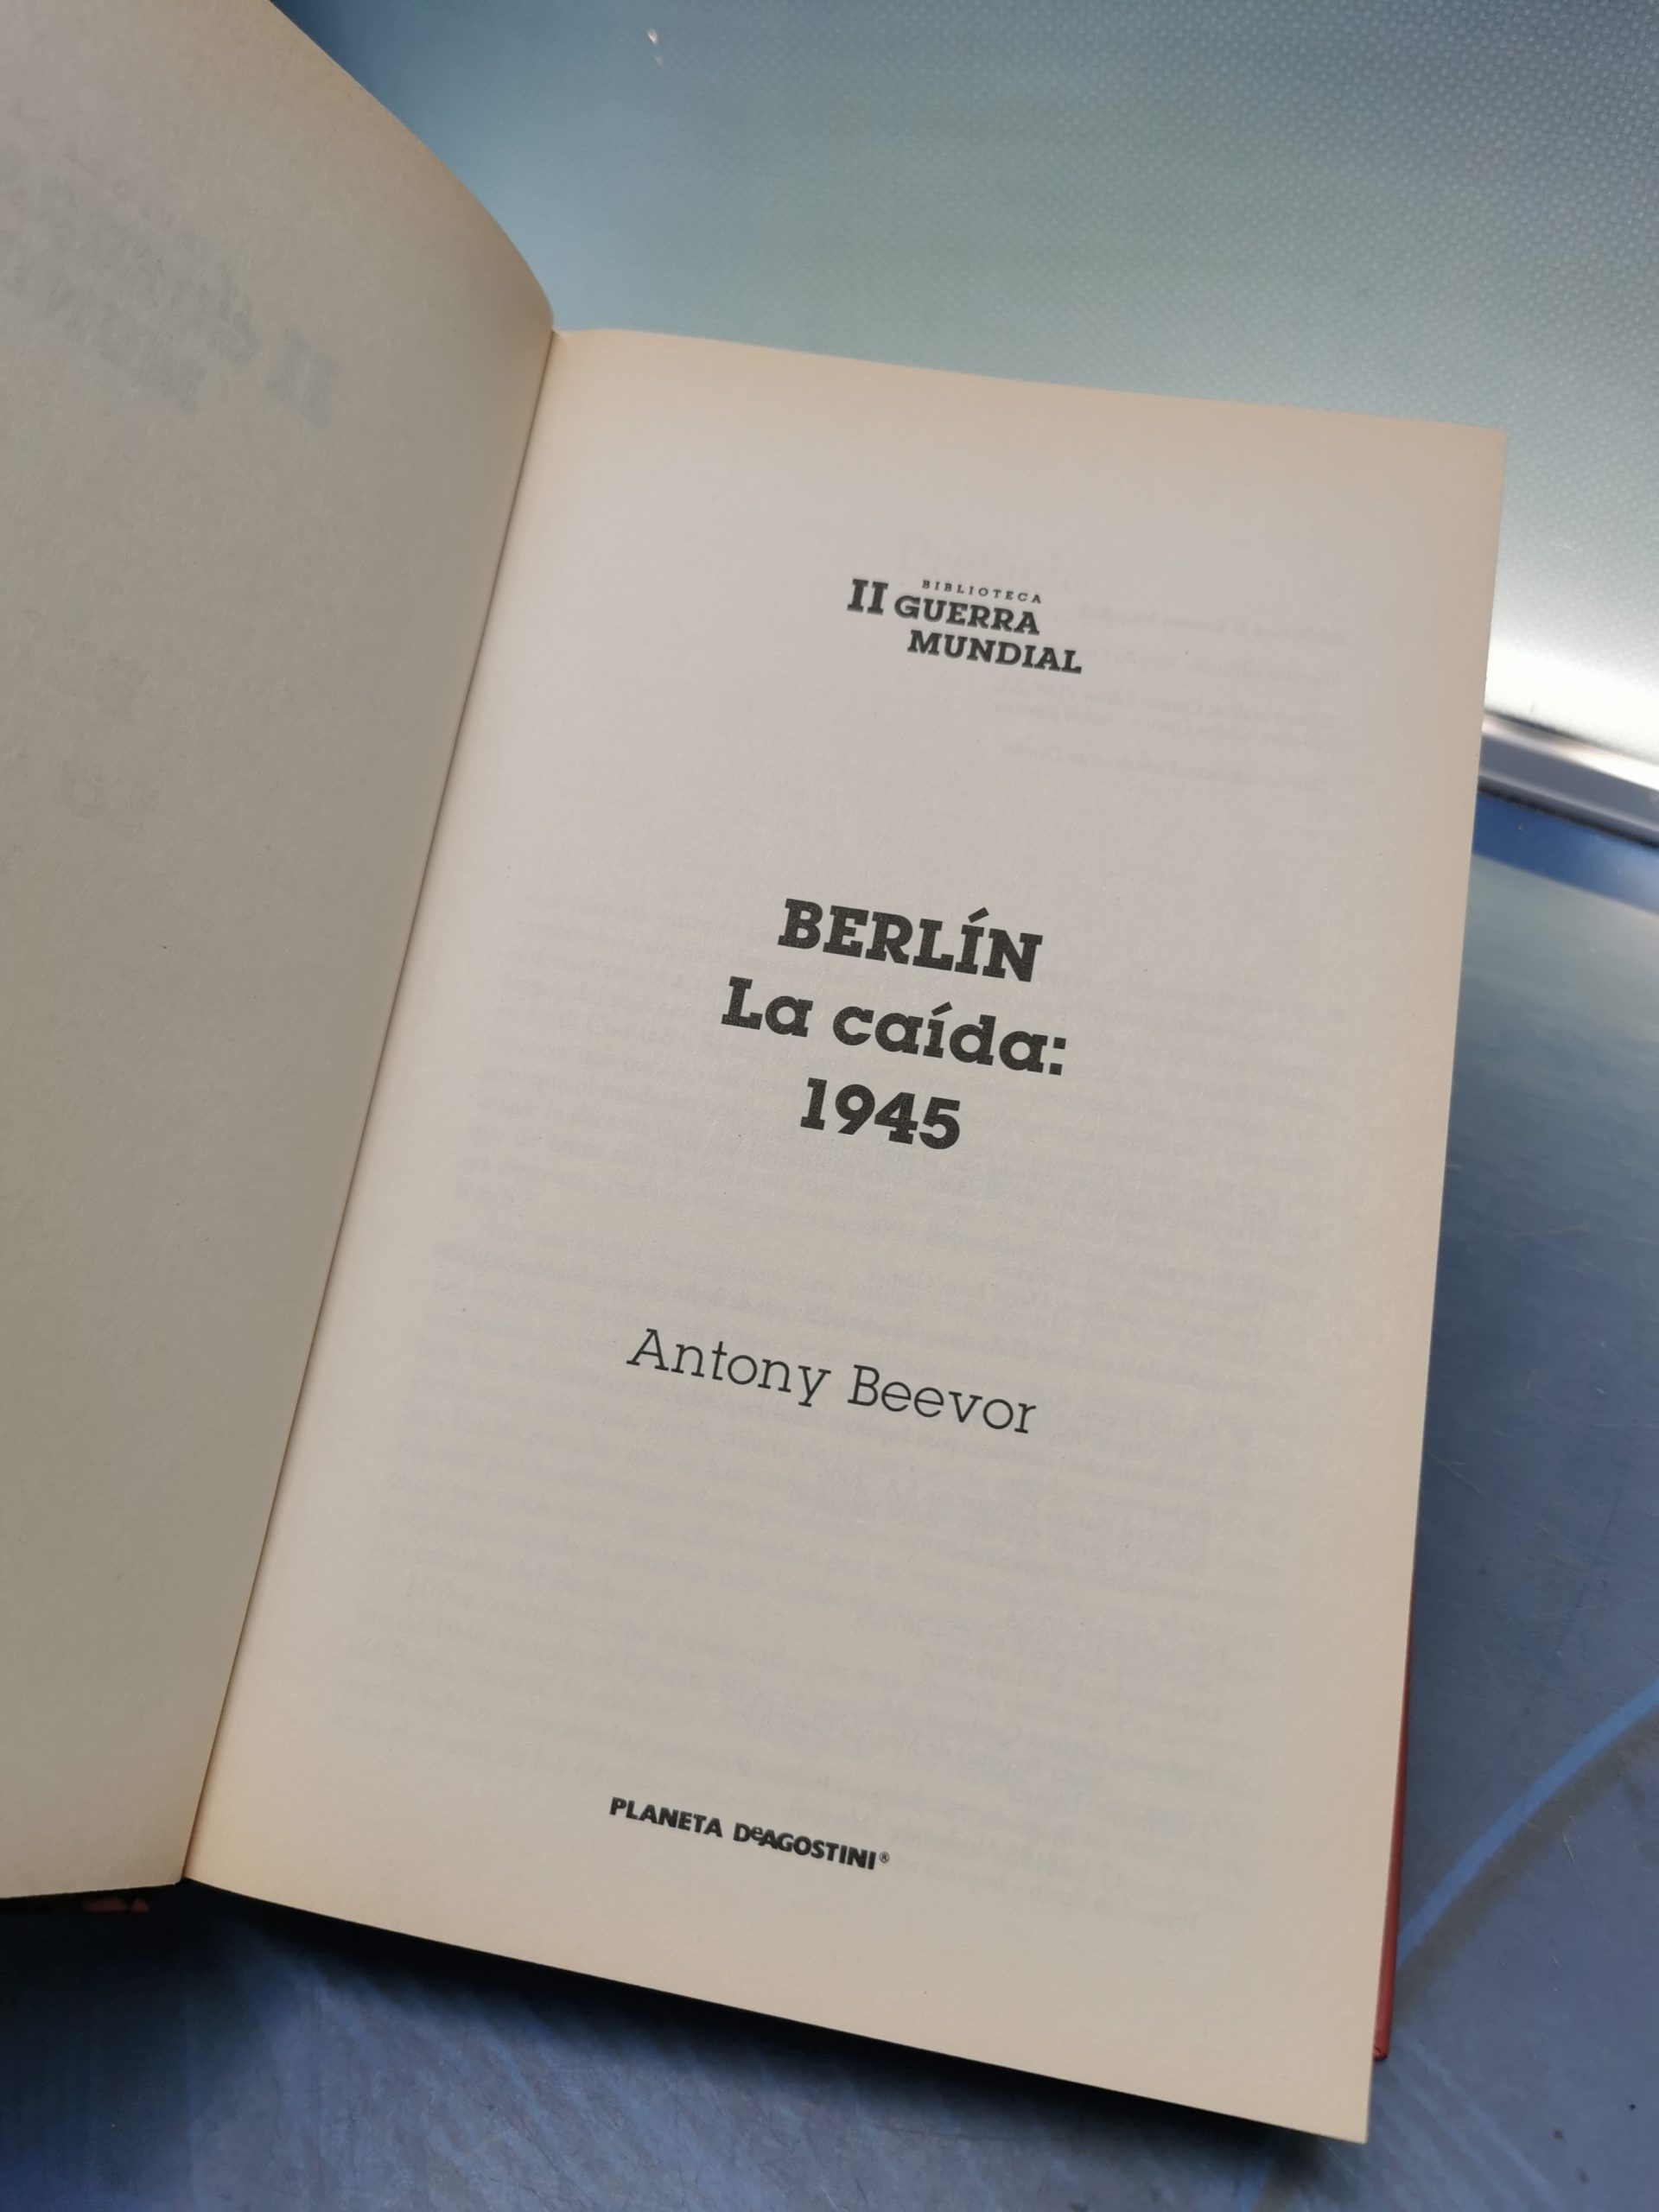 BIBLIOTECA
II GUERRA
MUNDIAL
BERLÍN
La caída:
1945
Antony Beevor
PLANETA DeAGOSTINI®